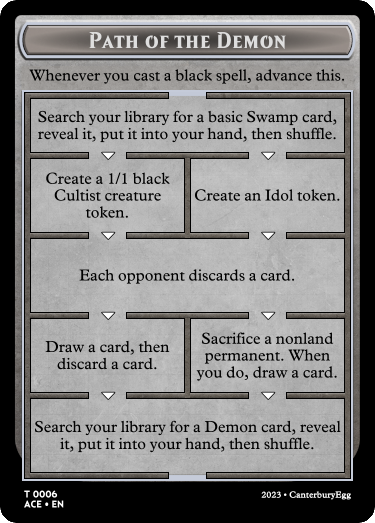 PATH OF THE DEMON
Whenever you cast a black spell, advance this.
Search your library for a basic Swamp card,
reveal it, put it into your hand, then shuffle.
Create a 1/1 black
Cultist creature
token.
Create an Idol token.
Each opponent discards a card.
Draw a card, then
discard a card.
Sacrifice a nonland
permanent. When
you do, draw a card.
Search your library for a Demon card, reveal
it, put it into your hand, then shuffle.
T 0006
ACE • EN
2023 • CanterburyEgg